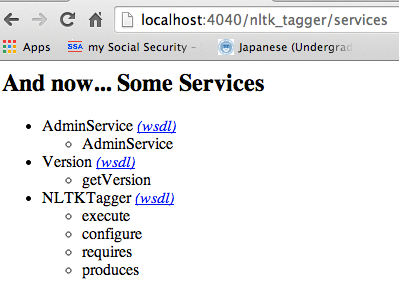 localhost:4040/nltk_tagger/services
Apps SSA my Social Security - Japanese (Undergrad
And now... Some Services
AdminService (wsdl)
AdminService
Version (wsdl)
getVersion
NLTKTagger (wsdl)
execute
configure
requires
produces